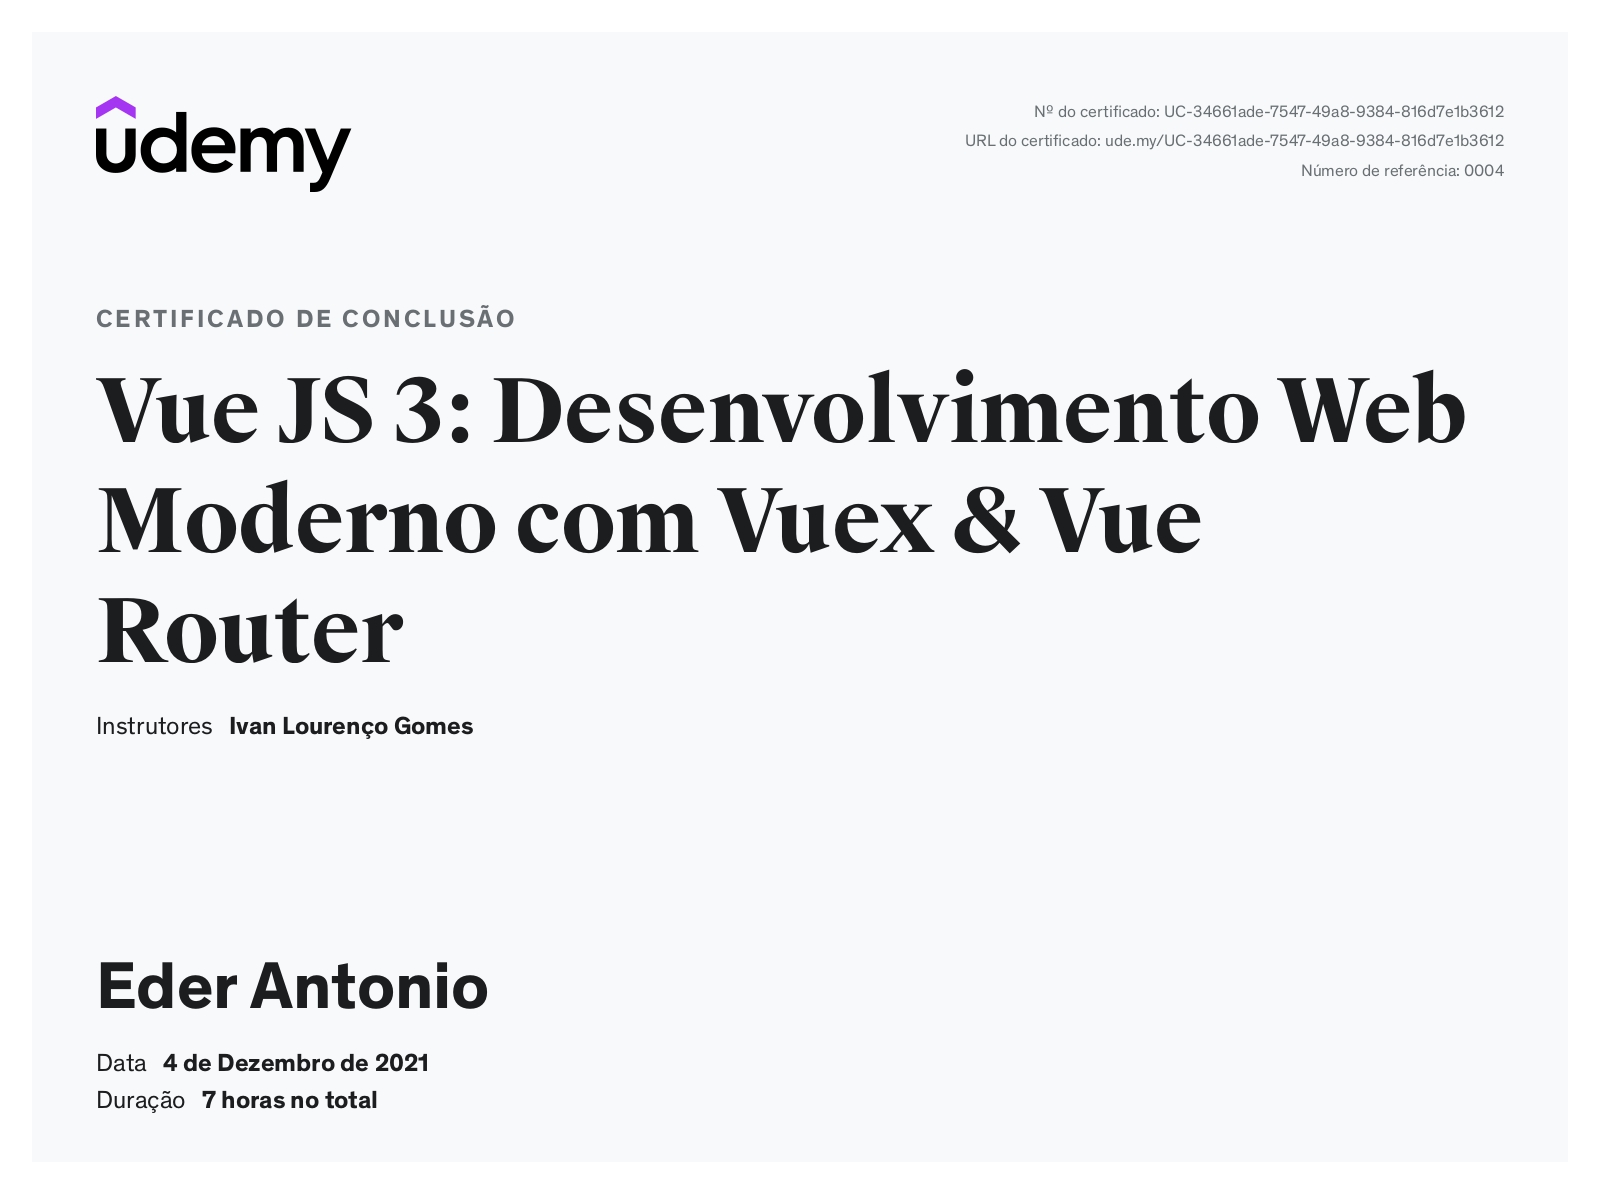 udemy
Nº do certificado: UC-34661ade-7547-49a8-9384-816d7e1b3612
URL do certificado: ude.my/UC-34661ade-7547-49a8-9384-816d7e1b3612
Número de referência: 0004
CERTIFICADO DE CONCLUSÃO
Vue JS 3: Desenvolvimento Web
Moderno com Vuex & Vue
Router
Instrutores Ivan Lourenço Gomes
Eder Antonio
Data 4 de Dezembro de 2021
Duração 7 horas no total